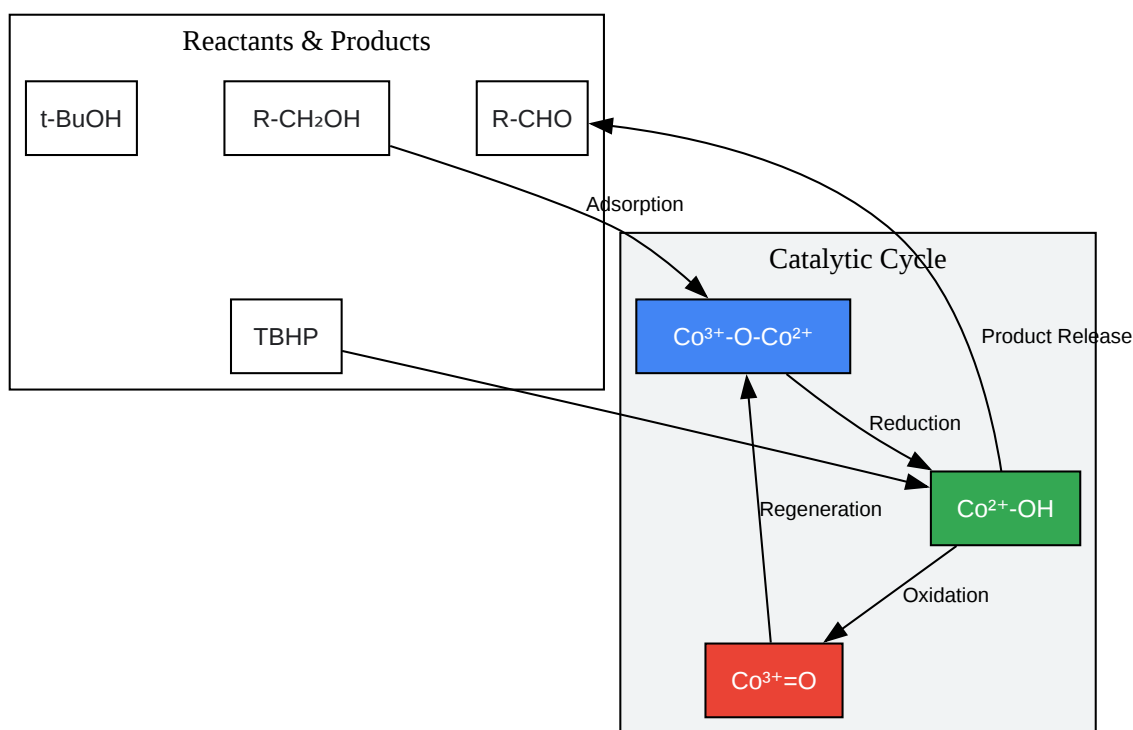 Reactants & Products
t-BuOH
R-CH₂OH
R-CHO
Adsorption
Catalytic Cycle
TBHP
Co³⁺-O-Co²⁺
Product Release
Reduction
Regeneration
Co²⁺-OH
Oxidation
Co³⁺=O